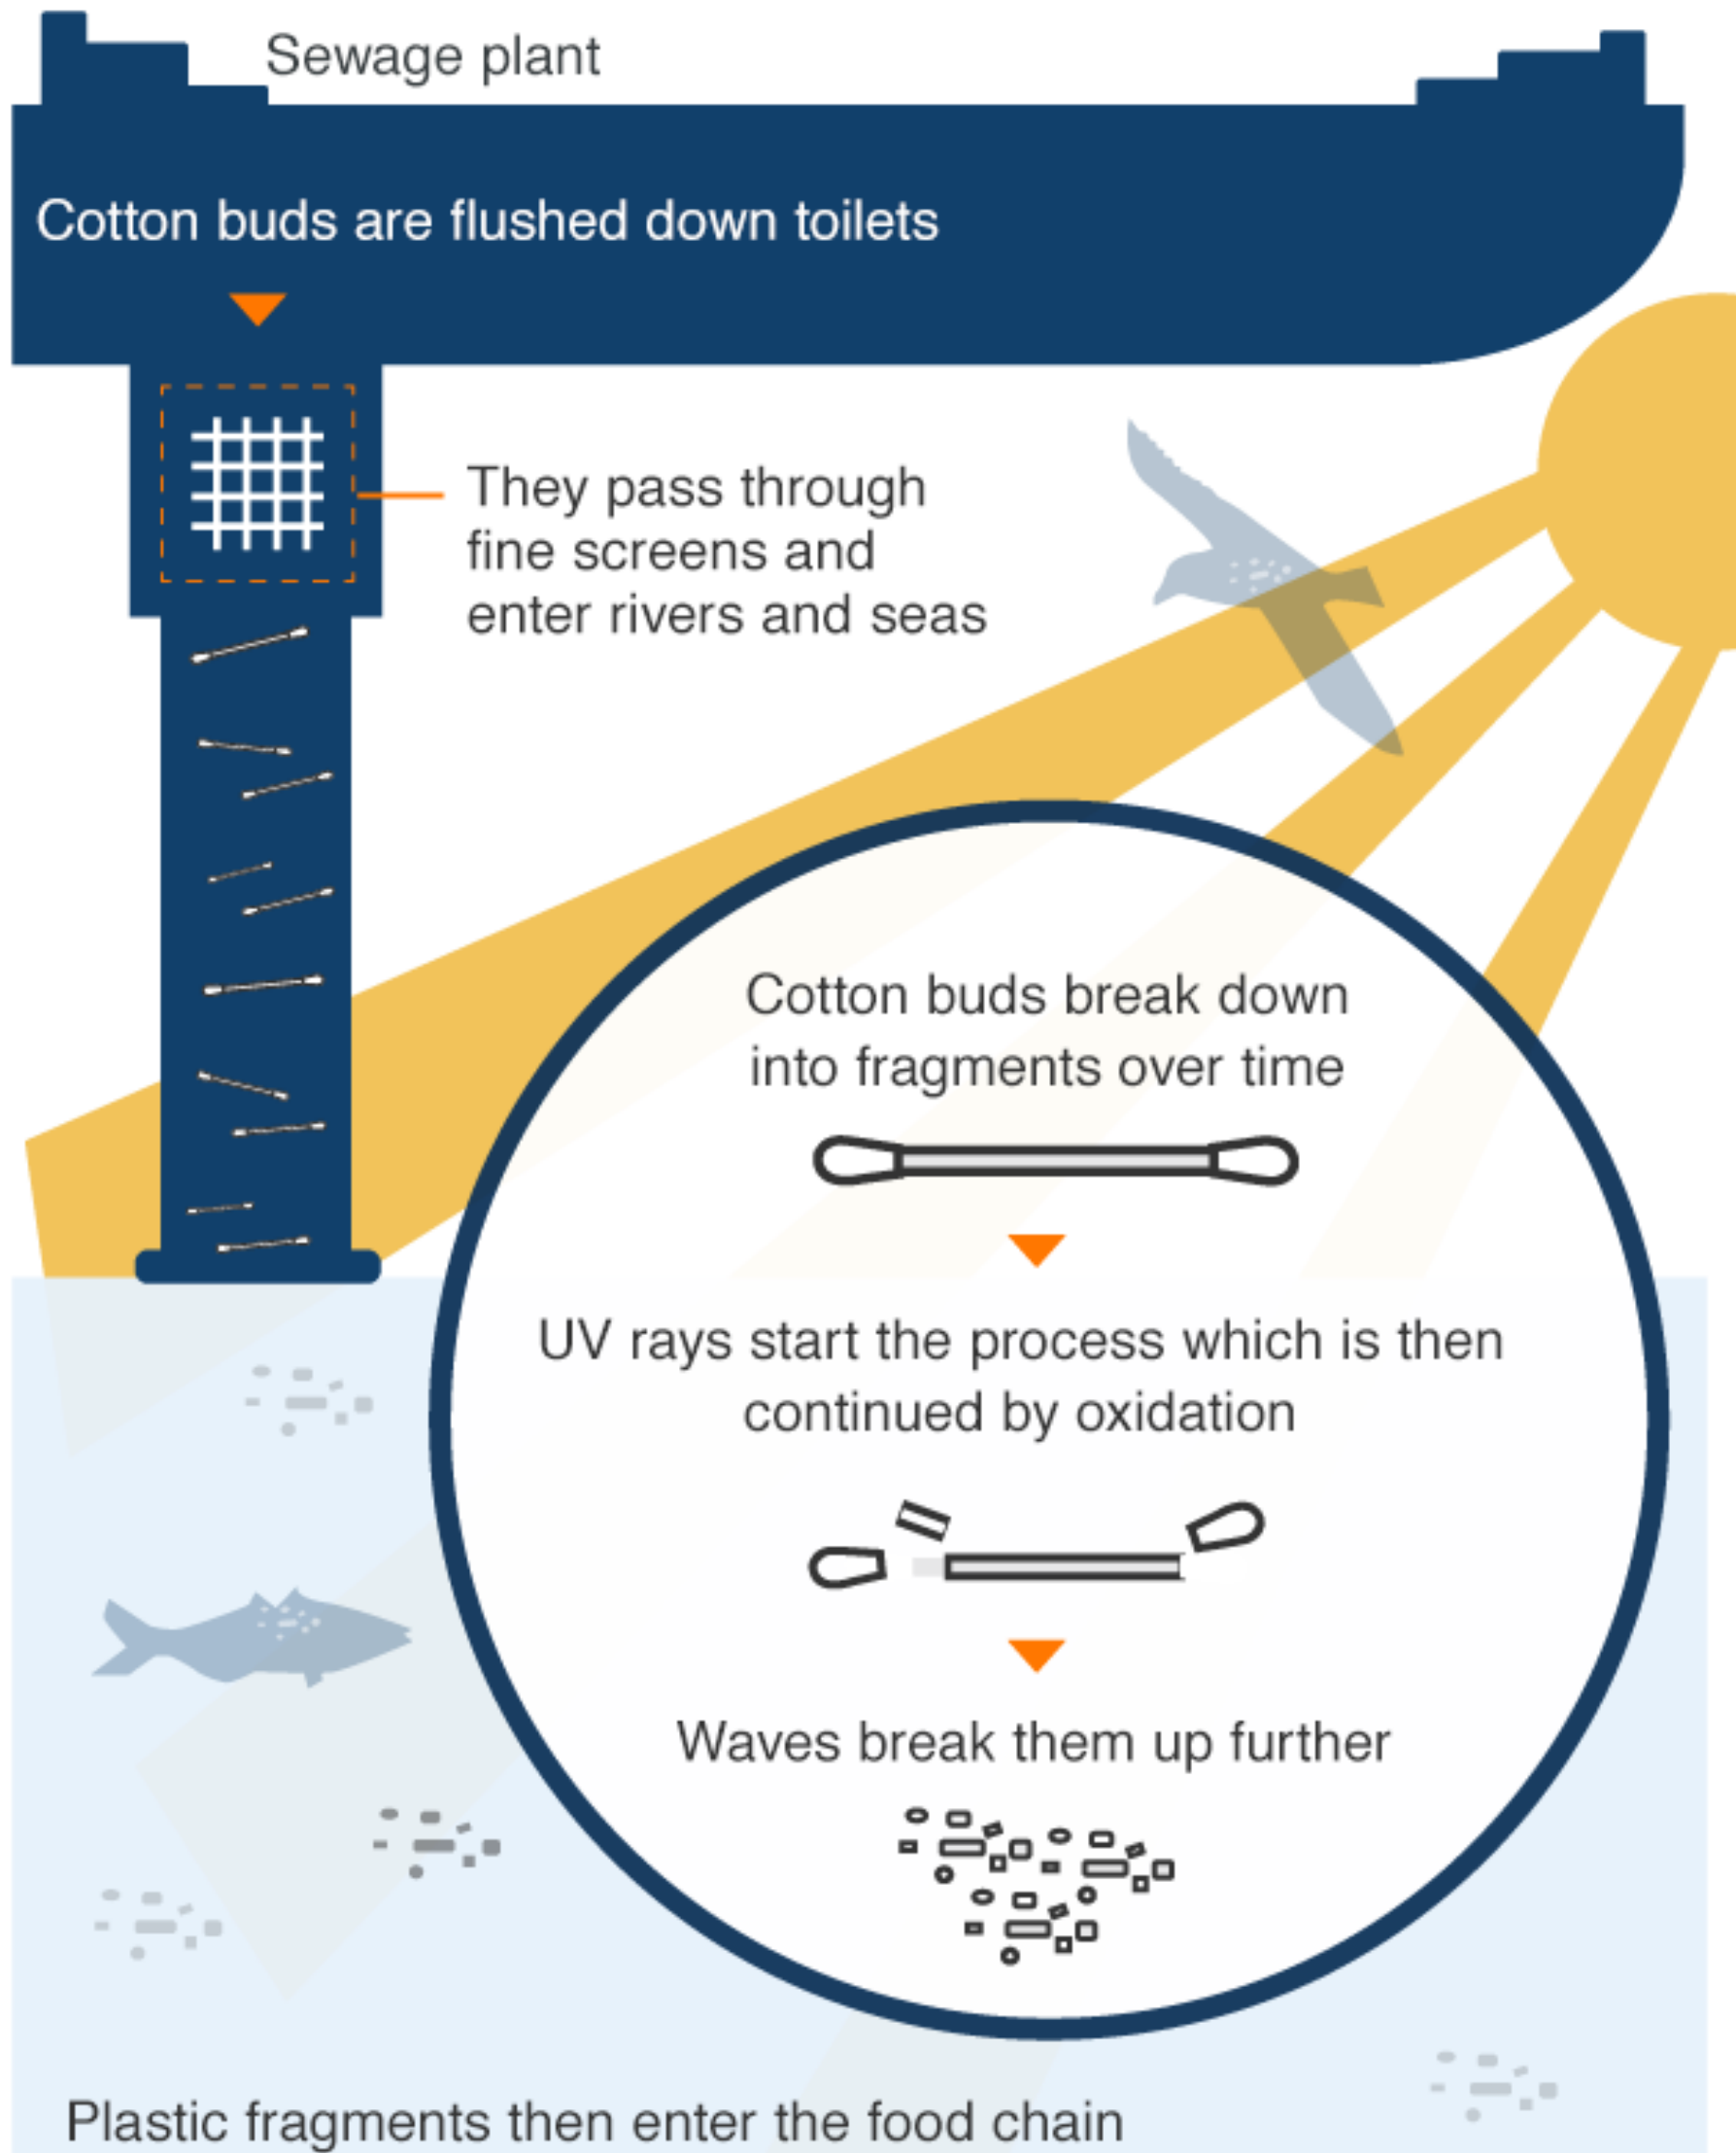 Sewage plant
Cotton buds are flushed down toilets
They pass through
fine screens and
enter rivers and seas
Cotton buds break down
into fragments over time
UV rays start the process which is then
continued by oxidation
Waves break them up further
Plastic fragments then enter the food chain